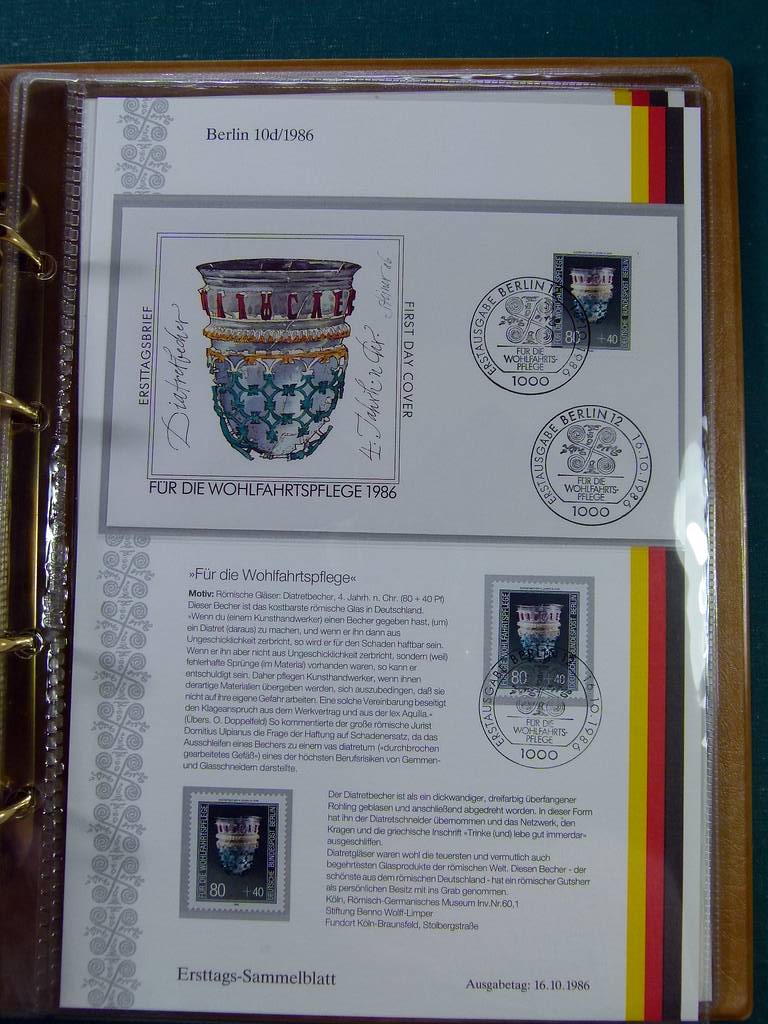 Berlin 10d/1986
ERSTTAGSBRIEF
Diatretbecher
4. Jahrh. n. Chr.
FIRST DAY COVER
FÜR DIE WOHLFAHRTSPFLEGE 1986
DEUTSCHE BUNDESPOST BERLIN
80 +40
ERSTAUSGABE BERLIN 12
FÜR DIE
WOHLFAHRTS-
PFLEGE
1000
ERSTAUSGABE BERLIN 12 16.10.1986
FÜR DIE
WOHLFAHRTS-
PFLEGE
1000
»Für die Wohlfahrtspflege«
Motiv: Römische Gläser: Diatretbecher, 4. Jahrh. n. Chr. (80 + 40 Pf)
Dieser Becher ist das kostbarste römische Glas in Deutschland.
»Wenn du (einem Kunsthandwerker) einen Becher gegeben hast, (um)
ein Diatret (daraus) zu machen, und wenn er ihn dann aus
Ungeschicklichkeit zerbricht, so wird er für den Schaden haftbar sein.
Wenn er ihn aber nicht aus Ungeschicklichkeit zerbricht, sondern (weil)
fehlerhafte Sprünge (im Material) vorhanden waren, so kann er
entschuldigt sein. Daher pflegen Kunsthandwerker, wenn ihnen
derartige Materialien übergeben werden, sich auszubedingen, daß sie
nicht auf ihre eigene Gefahr arbeiten. Eine solche Vereinbarung beseitigt
den Klageanspruch aus dem Werkvertrag und aus der lex Aquilia.«
(Übers. O. Doppelfeld) So kommentierte der große römische Jurist
Domitius Ulpianus die Frage der Haftung auf Schadenersatz, da das
Ausschleifen eines Bechers zu einem vas diatretum (»durchbrochen
gearbeitetes Gefäß«) eines der höchsten Berufsrisiken von Gemmen-
und Glasschneidern darstellte.
FÜR DIE WOHLFAHRTSPFLEGE
DEUTSCHE BUNDESPOST BERLIN
80 +40
16.10.1986
FÜR DIE
WOHLFAHRTS-
PFLEGE
1000
FÜR DIE WOHLFAHRTSPFLEGE
DEUTSCHE BUNDESPOST BERLIN
80 +40
Der Diatretbecher ist als ein dickwandiger, dreifarbig überfangener
Rohling geblasen und anschließend abgedreht worden. In dieser Form
hat ihn der Diatretschneider übernommen und das Netzwerk, den
Kragen und die griechische Inschrift »Trinke (und) lebe gut immerdar«
ausgeschliffen.
Diatretgläser waren wohl die teuersten und vermutlich auch
begehrtesten Glasprodukte der römischen Welt. Diesen Becher - der
schönste aus dem römischen Deutschland - hat ein römischer Gutsherr
als persönlichen Besitz mit ins Grab genommen.
Köln, Römisch-Germanisches Museum Inv.Nr.60,1
Stiftung Benno Wolff-Limper
Fundort Köln-Braunsfeld, Stolbergstraße
Ersttags-Sammelblatt
Ausgabetag: 16.10.1986